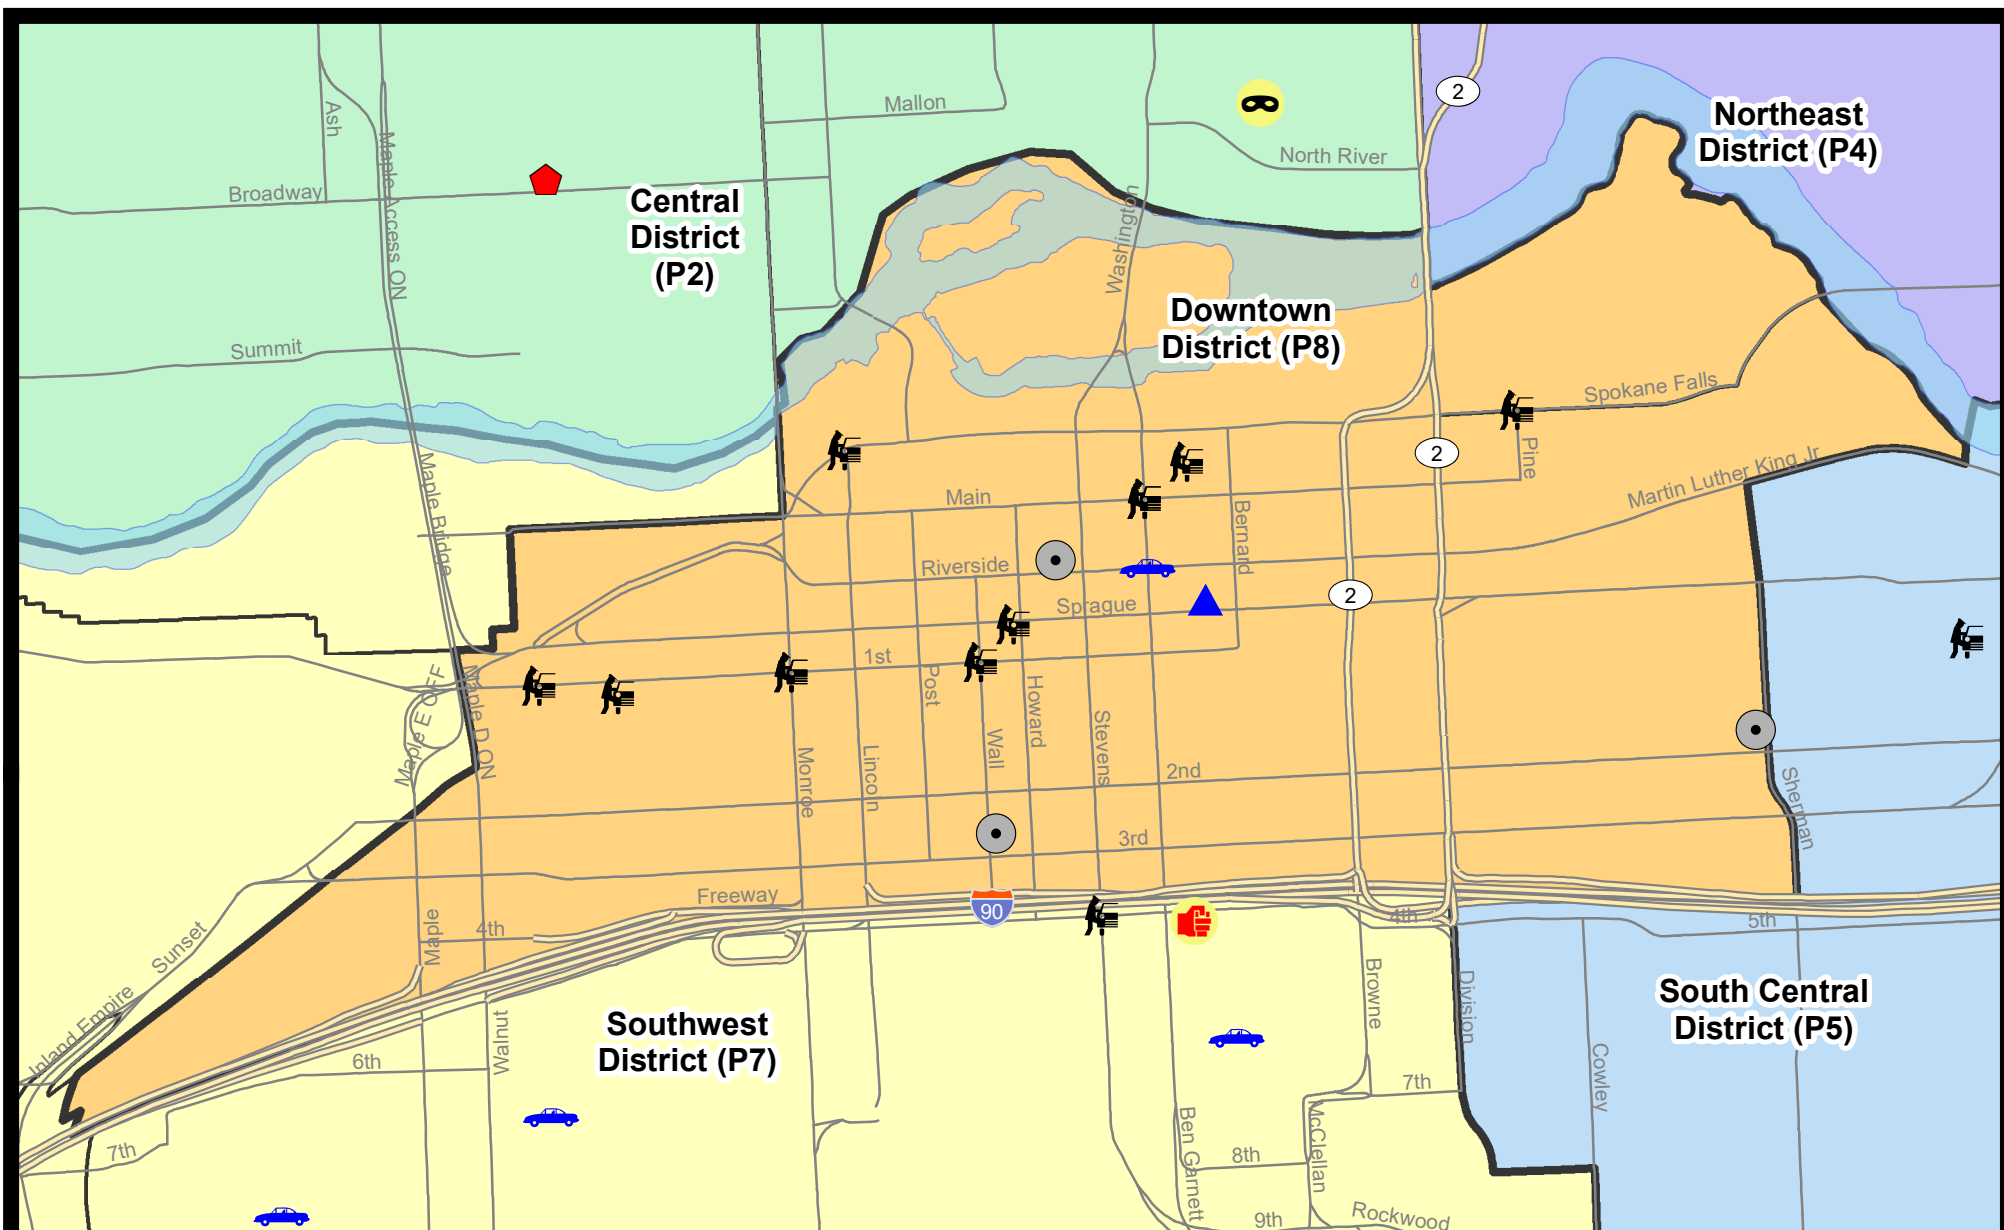 2
Northeast
District (P4)
Mallon
Ash
Maple Access ON
North River
Broadway
Central
District
(P2)
Washington
Downtown
District (P8)
Summit
Spokane Falls
Pine
2
Maple Bridge
Main
Martin Luther King Jr
Bernard
Riverside
Sprague
2
1st
Maple E OFF
Maple D ON
Post
Howard
Wall
Stevens
Monroe
Lincoln
2nd
Sherman
3rd
Freeway
90
4th
4th
5th
Maple
Sunset
Inland Empire
Browne
Division
South Central
District (P5)
Southwest
District (P7)
Walnut
6th
Cowley
7th
7th
McClellan
Ben Garnett
8th
9th
Rockwood